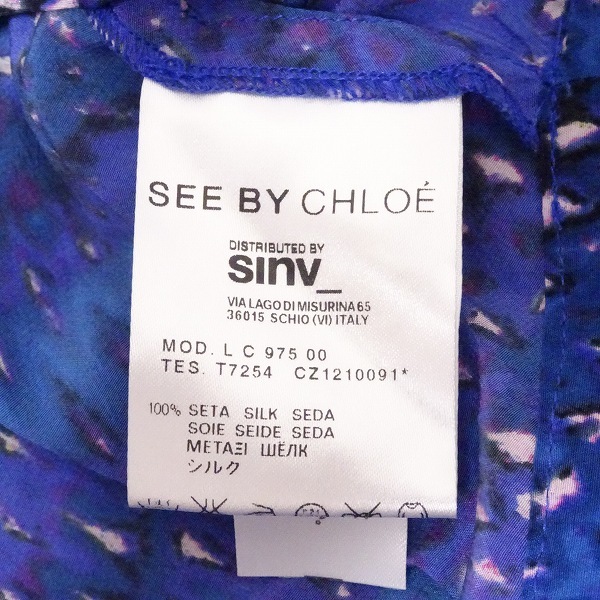 SEE BY CHLOÉ
DISTRIBUTED BY
sinv_
VIA LAGO DI MISURINA 65
36015 SCHIO (VI) ITALY
MOD. L C 975 00
TES. T7254 CZ1210091*
100% SETA SILK SEDA
SOIE SEIDE SEDA
ΜΕΤΑΞΙ ШЁЛК
シルク